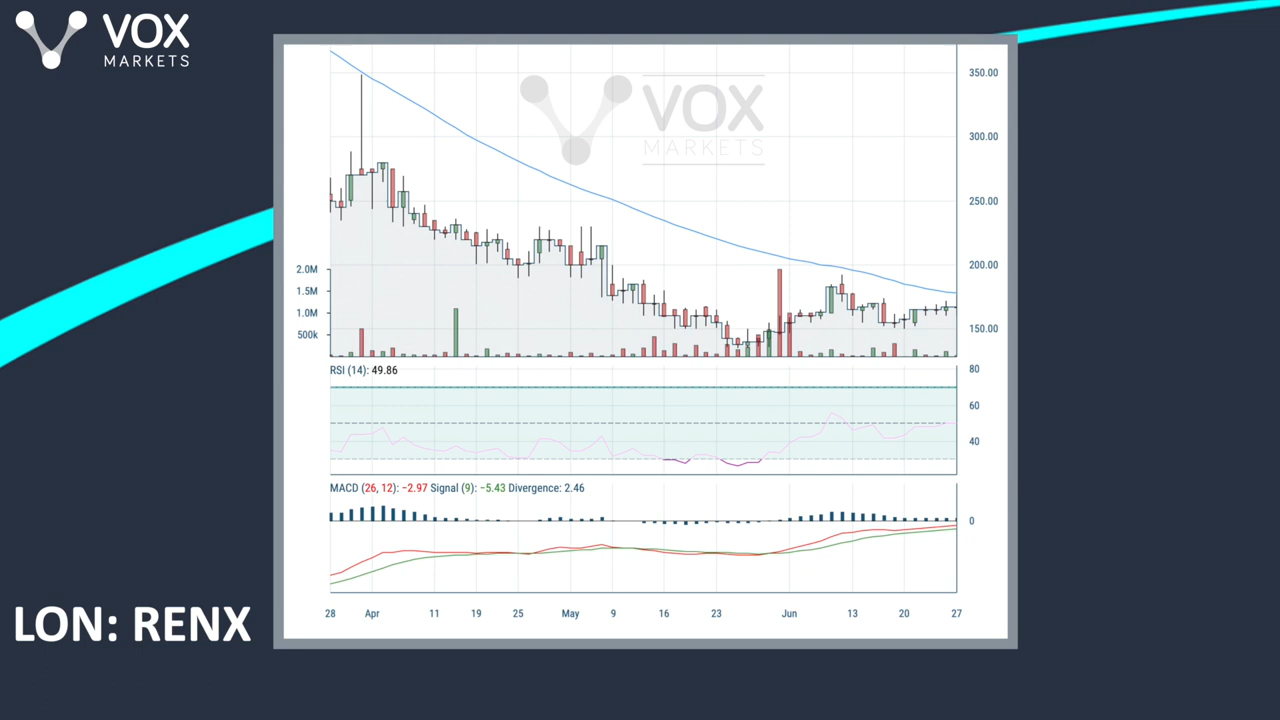 VOX
MARKETS
VOX
MARKETS
350.00
300.00
250.00
200.00
150.00
2.0M
1.5M
1.0M
500k
RSI (14): 49.86
80
60
40
MACD (26, 12): −2.97 Signal (9): −5.43 Divergence: 2.46
0
28 Apr 11 19 25 May 9 16 23 Jun 13 20 27
LON: RENX